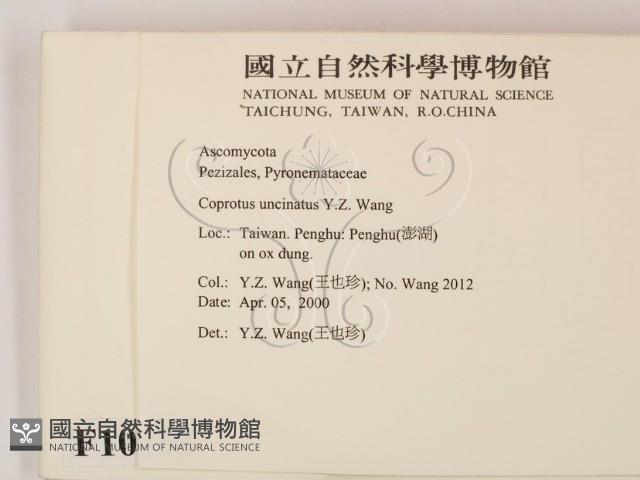 國立自然科學博物館
NATIONAL MUSEUM OF NATURAL SCIENCE
TAICHUNG, TAIWAN, R.O.CHINA
Ascomycota
Pezizales, Pyronemataceae
Coprotus uncinatus Y.Z. Wang
Loc.: Taiwan. Penghu: Penghu(澎湖)
on ox dung.
Col.: Y.Z. Wang(王也珍); No. Wang 2012
Date: Apr. 05, 2000
Det.: Y.Z. Wang(王也珍)
國立自然科學博物館
NATIONAL MUSEUM OF NATURAL SCIENCE
F10